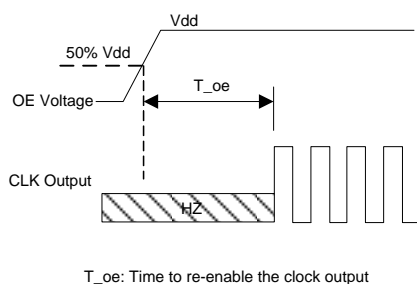 Vdd
50% Vdd
T_oe
OE Voltage
CLK Output
HZ
T_oe: Time to re-enable the clock output